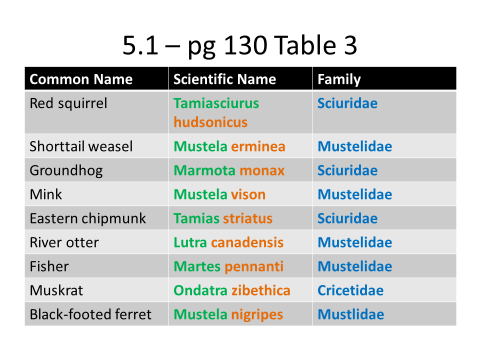 5.1 – pg 130 Table 3
Common Name Scientific Name Family
Red squirrel Tamiasciurus Sciuridae
hudsonicus
Shorttail weasel Mustela erminea Mustelidae
Groundhog Marmota monax Sciuridae
Mink Mustela vison Mustelidae
Eastern chipmunk Tamias striatus Sciuridae
River otter Lutra canadensis Mustelidae
Fisher Martes pennanti Mustelidae
Muskrat Ondatra zibethica Cricetidae
Black-footed ferret Mustela nigripes Mustlidae